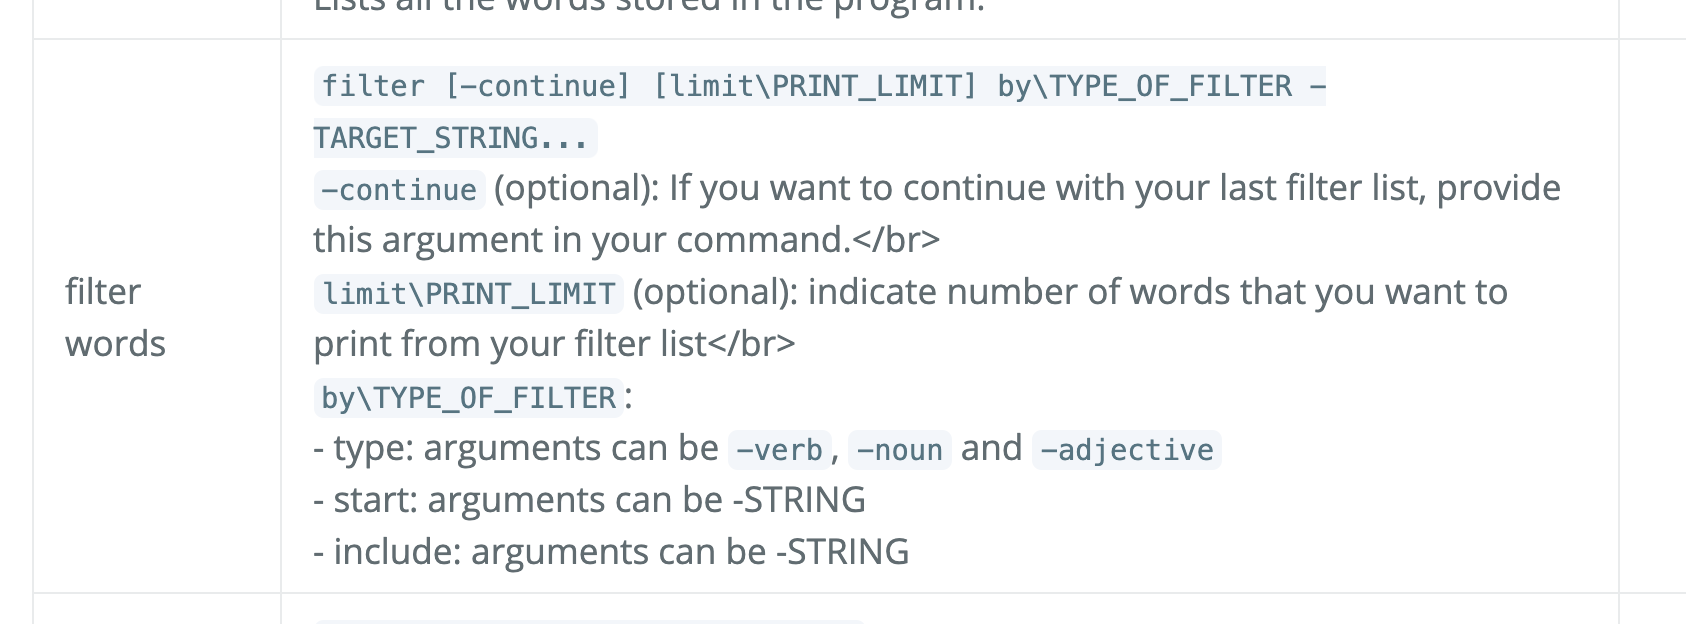 Lists all the words stored in the program.
filter [-continue] [limit\PRINT_LIMIT] by\TYPE_OF_FILTER -
TARGET_STRING...
-continue (optional): If you want to continue with your last filter list, provide
this argument in your command.</br>
filter
words
limit\PRINT_LIMIT (optional): indicate number of words that you want to
print from your filter list</br>
by\TYPE_OF_FILTER:
- type: arguments can be -verb, -noun and -adjective
- start: arguments can be -STRING
- include: arguments can be -STRING